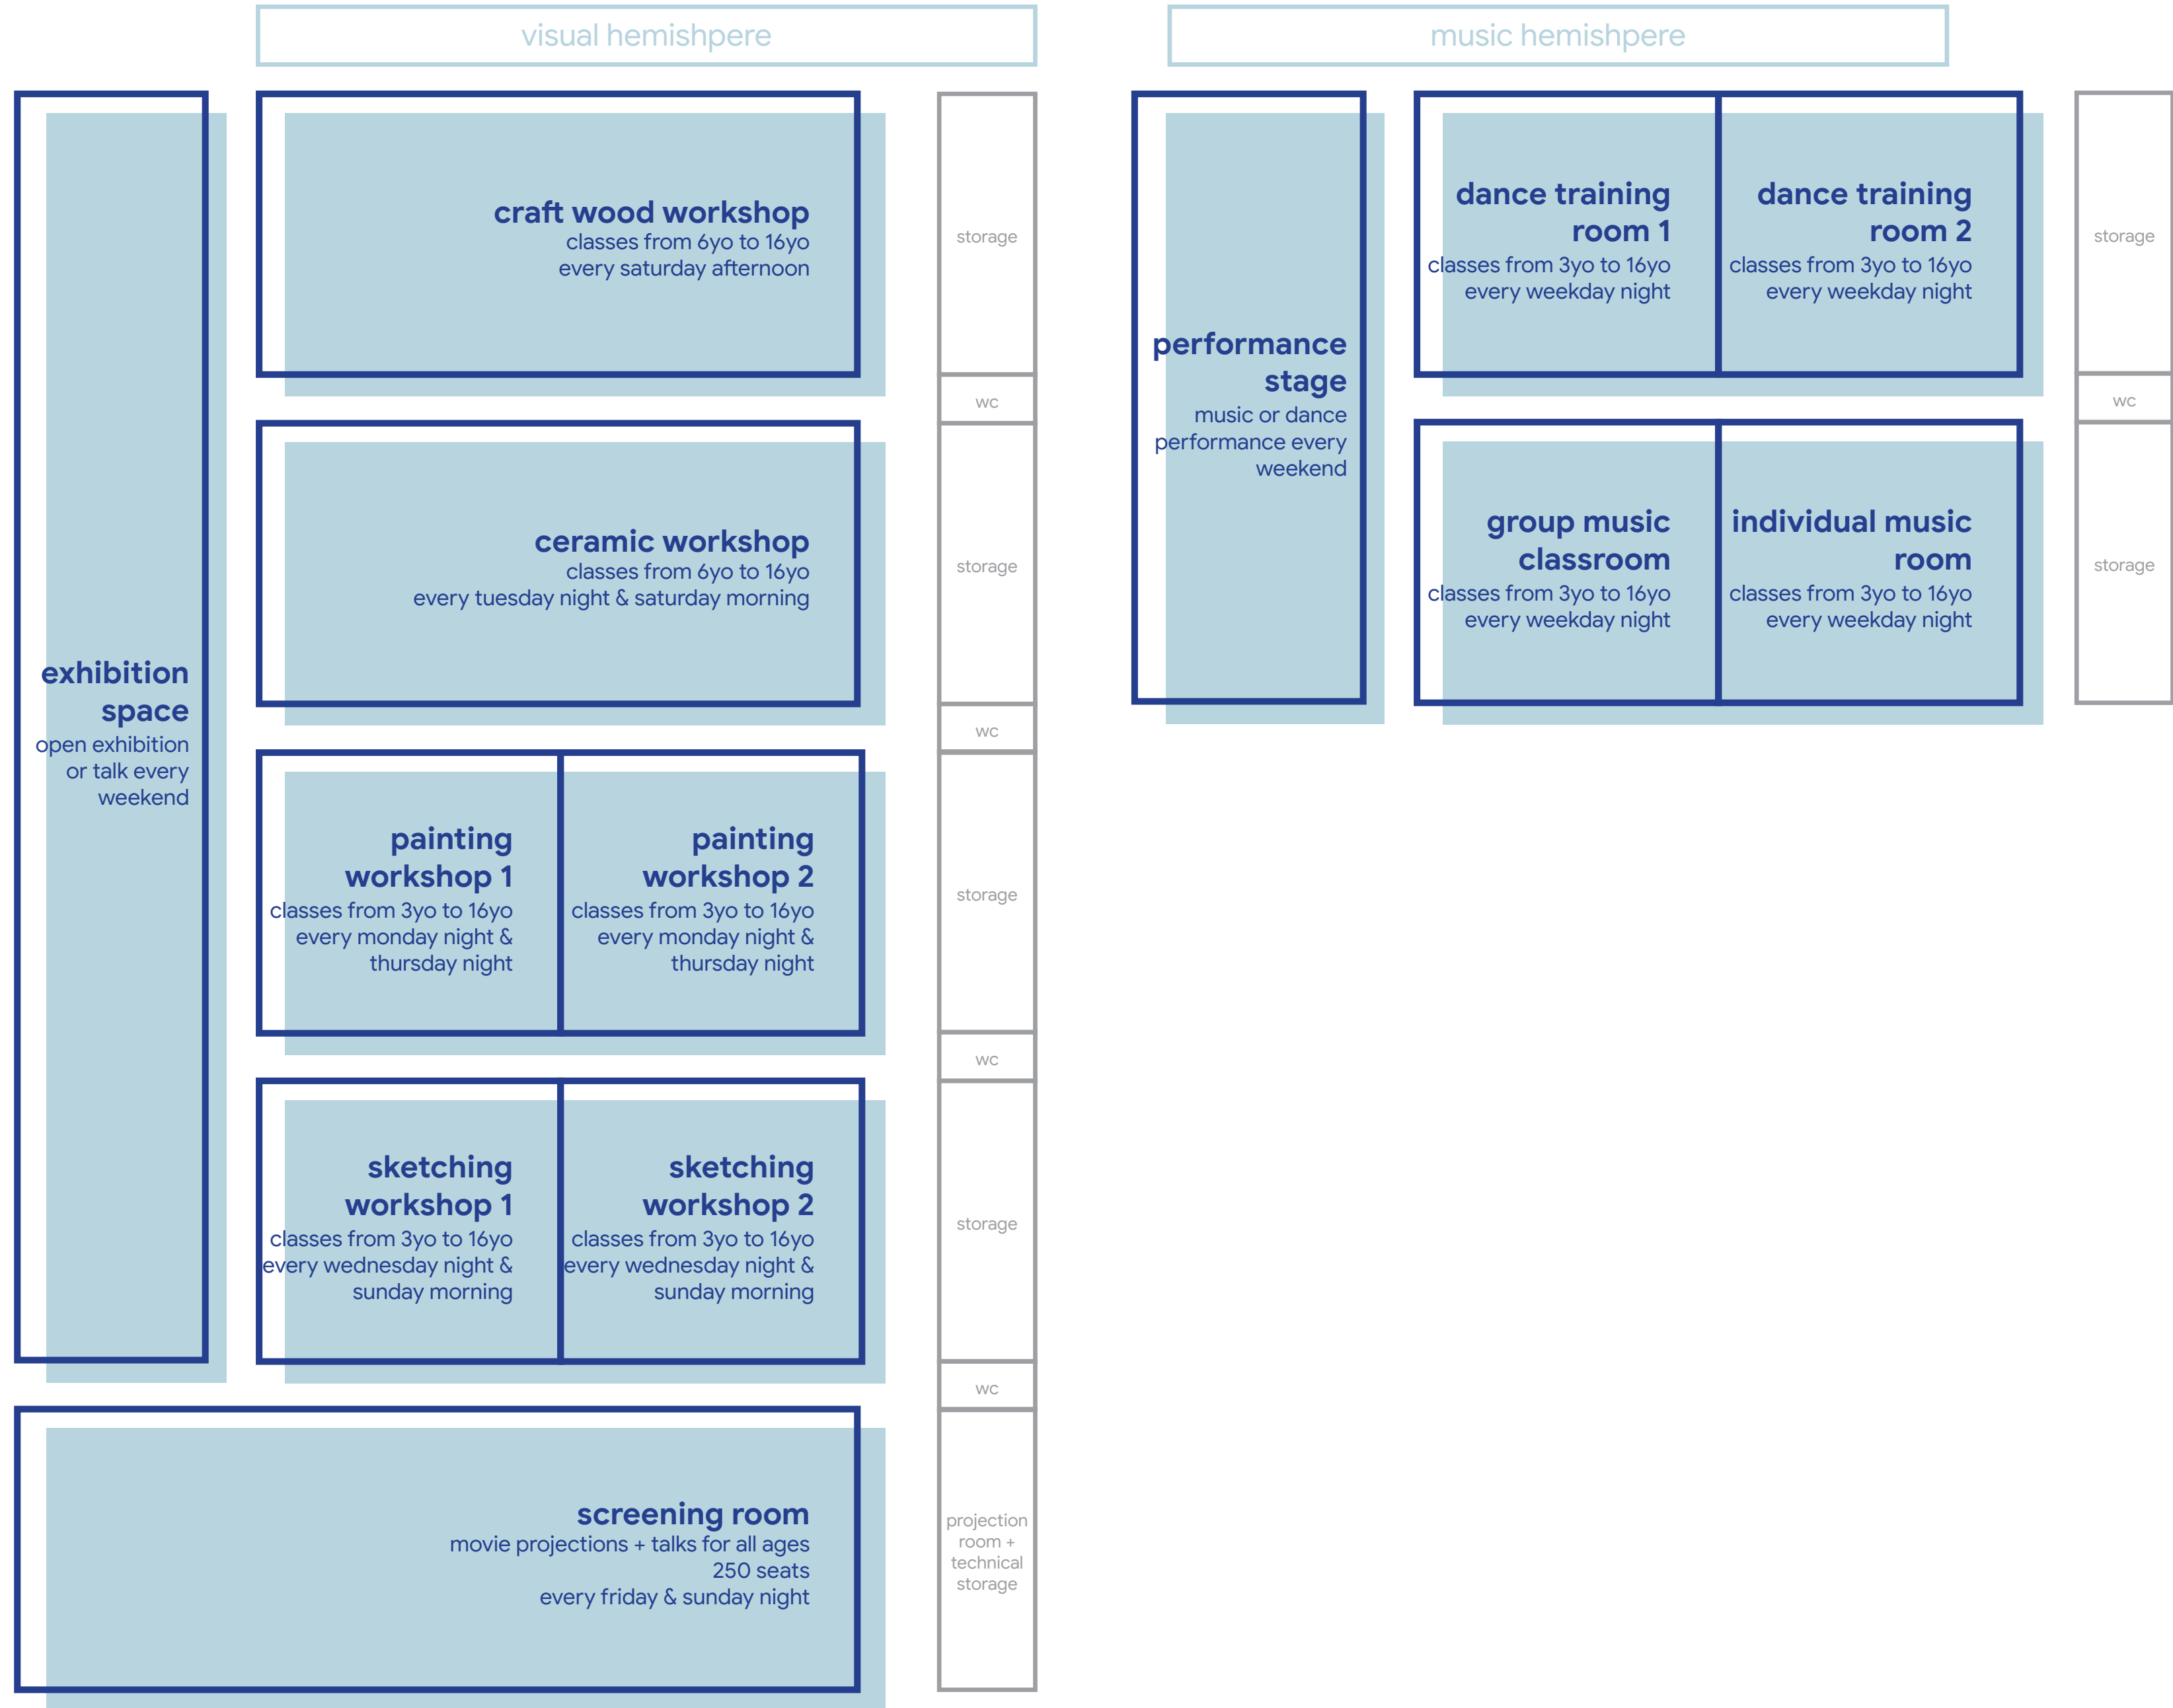 visual hemishpere
exhibition
space
open exhibition
or talk every
weekend
craft wood workshop
classes from 6yo to 16yo
every saturday afternoon
storage
wc
ceramic workshop
classes from 6yo to 16yo
every tuesday night & saturday morning
storage
wc
painting
workshop 1
classes from 3yo to 16yo
every monday night &
thursday night
painting
workshop 2
classes from 3yo to 16yo
every monday night &
thursday night
storage
wc
sketching
workshop 1
classes from 3yo to 16yo
every wednesday night &
sunday morning
sketching
workshop 2
classes from 3yo to 16yo
every wednesday night &
sunday morning
storage
wc
screening room
movie projections + talks for all ages
250 seats
every friday & sunday night
projection
room +
technical
storage
music hemishpere
performance
stage
music or dance
performance every
weekend
dance training
room 1
classes from 3yo to 16yo
every weekday night
dance training
room 2
classes from 3yo to 16yo
every weekday night
storage
wc
group music
classroom
classes from 3yo to 16yo
every weekday night
individual music
room
classes from 3yo to 16yo
every weekday night
storage